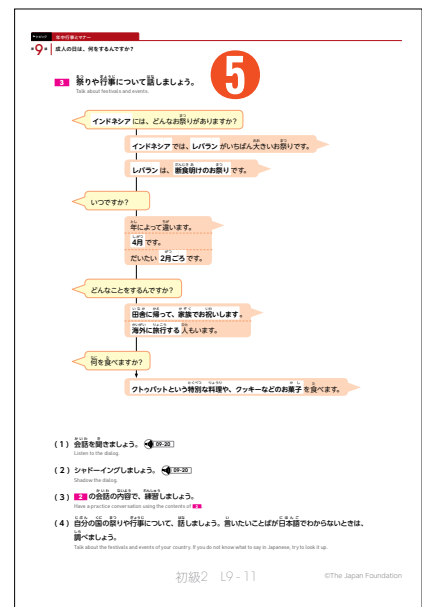 トピック 年中行事とマナー
第9課 成人の日は、何をするんですか?
5
3 祭りや行事について話しましょう。
Talk about festivals and events.
インドネシアには、どんなお祭りがありますか?
インドネシアでは、レバランがいちばん大きいお祭りです。
レバランは、断食明けのお祭りです。
いつですか?
年によって違います。
4月です。
だいたい 2月ごろです。
どんなことをするんですか?
田舎に帰って、家族でお祝いします。
海外に旅行する人もいます。
何を食べますか?
クトゥパットという特別な料理や、クッキーなどのお菓子を食べます。
(1)会話を聞きましょう。 09-20
Listen to the dialog.
(2)シャドーイングしましょう。 09-20
Shadow the dialog.
(3) 2 の会話の内容で、練習しましょう。
Have a practice conversation using the contents of 2.
(4)自分の国の祭りや行事について、話しましょう。言いたいことばが日本語でわからないときは、
調べましょう。
Talk about the festivals and events of your country. If you do not know what to say in Japanese, try to look it up.
初級2 L9 - 11
©The Japan Foundation